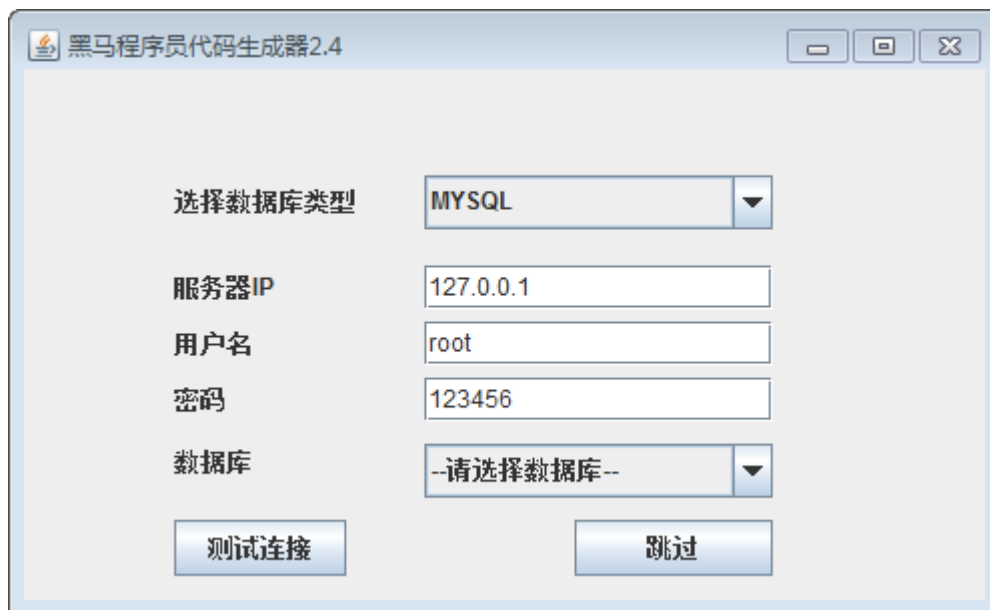 黑马程序员代码生成器2.4
选择数据库类型 MYSQL
服务器IP 127.0.0.1
用户名 root
密码 123456
数据库 --请选择数据库--
测试连接 跳过